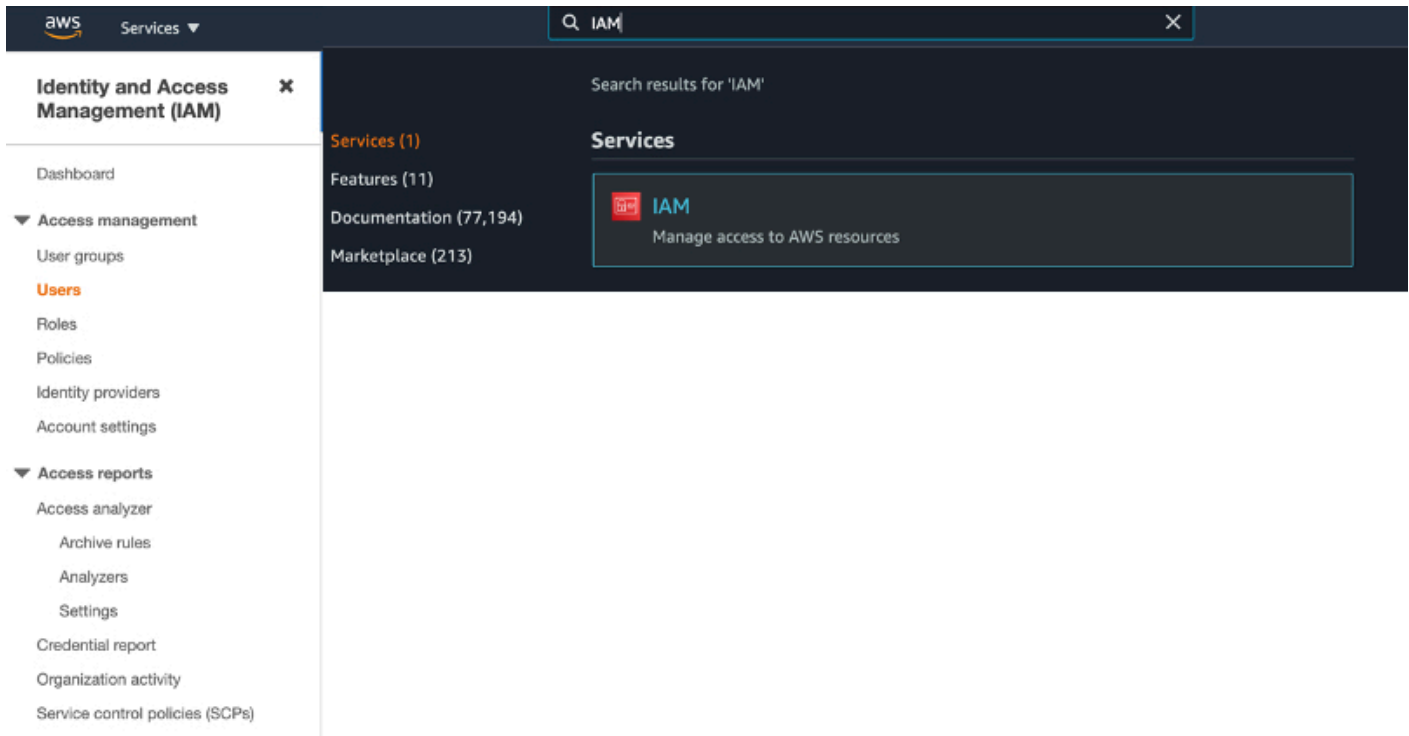 aws
Services ▼
IAM
Identity and Access
Management (IAM)
Dashboard
Access management
User groups
Users
Roles
Policies
Identity providers
Account settings
Access reports
Access analyzer
Archive rules
Analyzers
Settings
Credential report
Organization activity
Service control policies (SCPs)
Services (1)
Features (11)
Documentation (77,194)
Marketplace (213)
Search results for 'IAM'
Services
IAM
Manage access to AWS resources